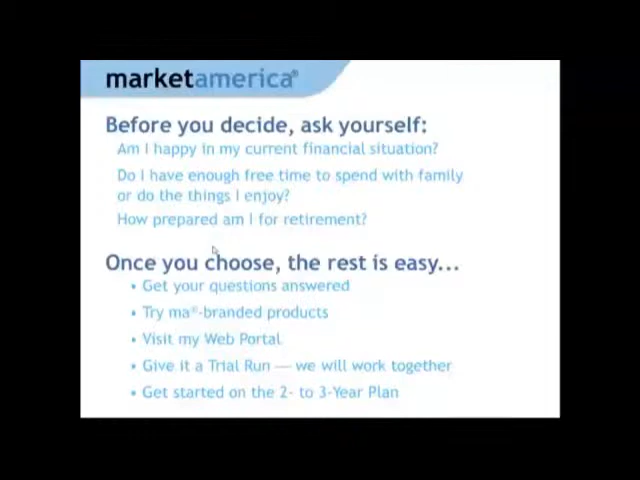 marketamerica®
Before you decide, ask yourself:
Am I happy in my current financial situation?
Do I have enough free time to spend with family
or do the things I enjoy?
How prepared am I for retirement?
Once you choose, the rest is easy...
• Get your questions answered
• Try ma®-branded products
• Visit my Web Portal
• Give it a Trial Run — we will work together
• Get started on the 2- to 3-Year Plan